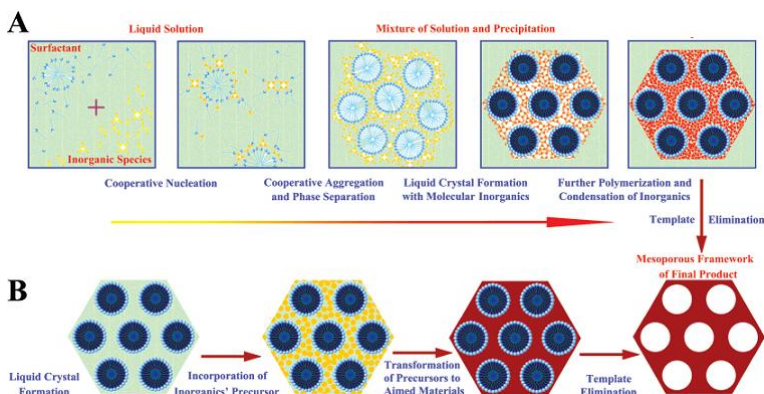 A
Liquid Solution
Mixture of Solution and Precipitation
Surfactant
Inorganic Species
Cooperative Nucleation
Cooperative Aggregation
and Phase Separation
Liquid Crystal Formation
with Molecular Inorganics
Further Polymerization and
Condensation of Inorganics
Template Elimination
Mesoporous Framework
of Final Product
B
Liquid Crystal
Formation
Incorporation of
Inorganics' Precursor
Transformation
of Precursors to
Aimed Materials
Template
Elimination